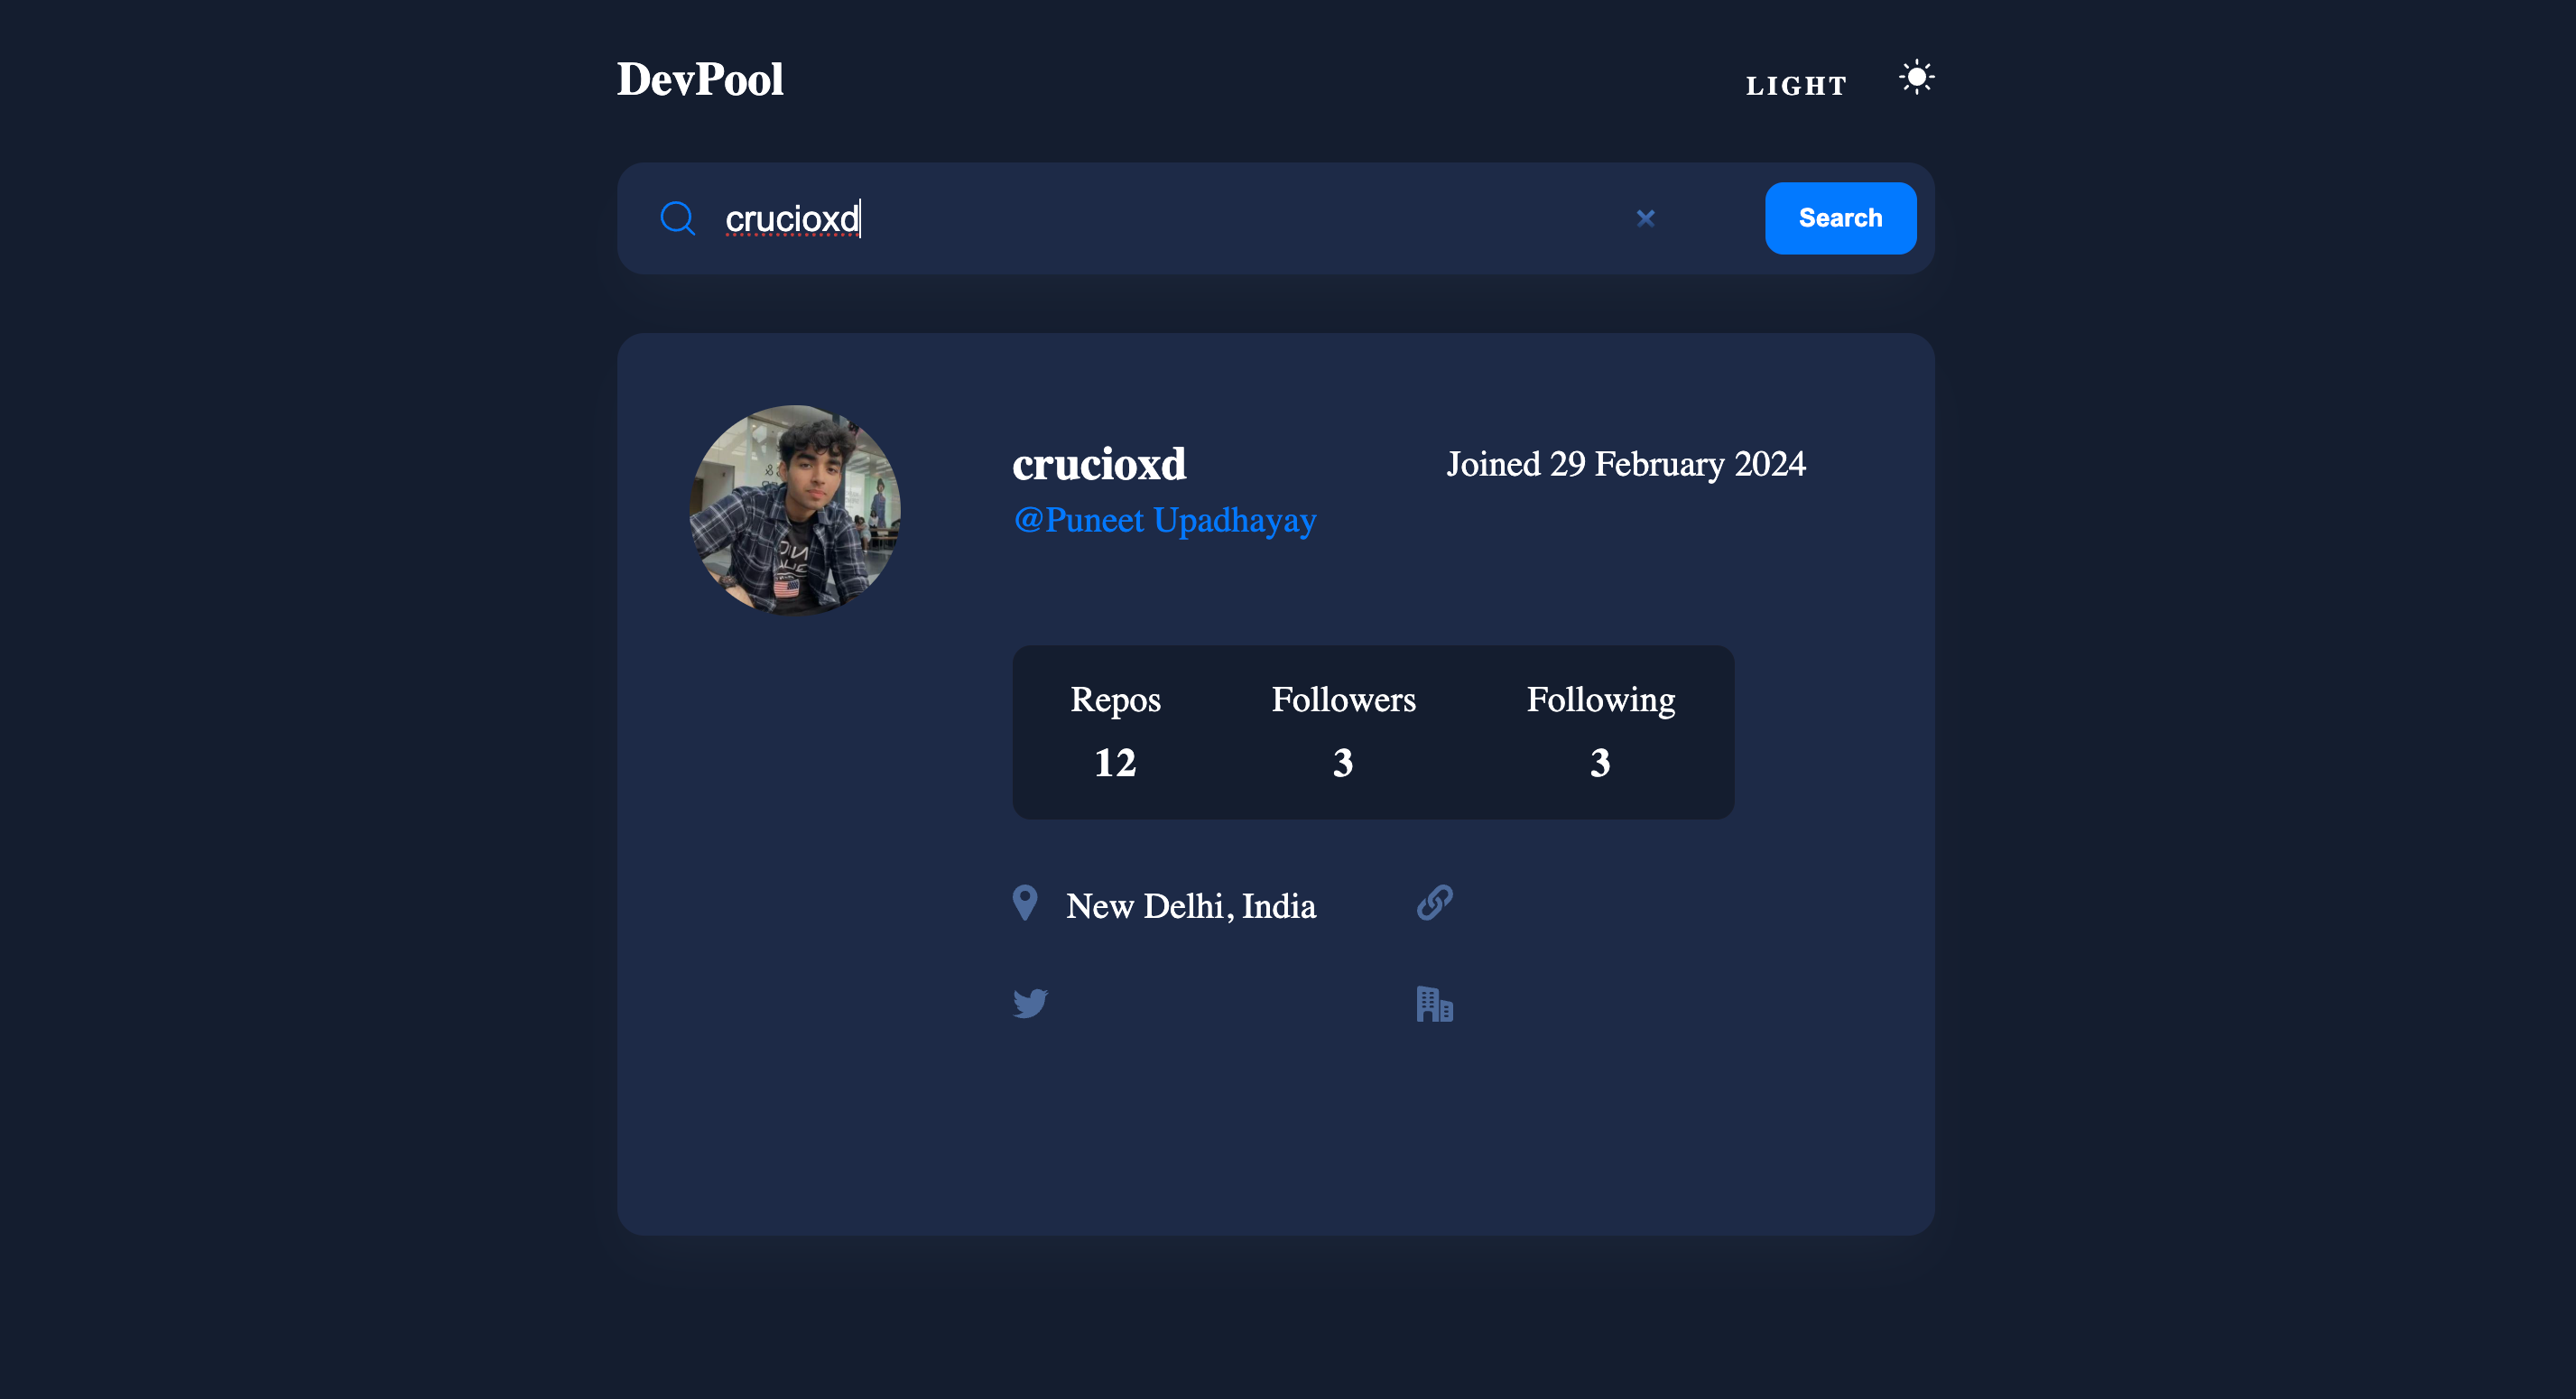 DevPool
LIGHT
crucioxd
Search
crucioxd
Joined 29 February 2024
@Puneet Upadhayay
Repos Followers Following
12 3 3
New Delhi, India